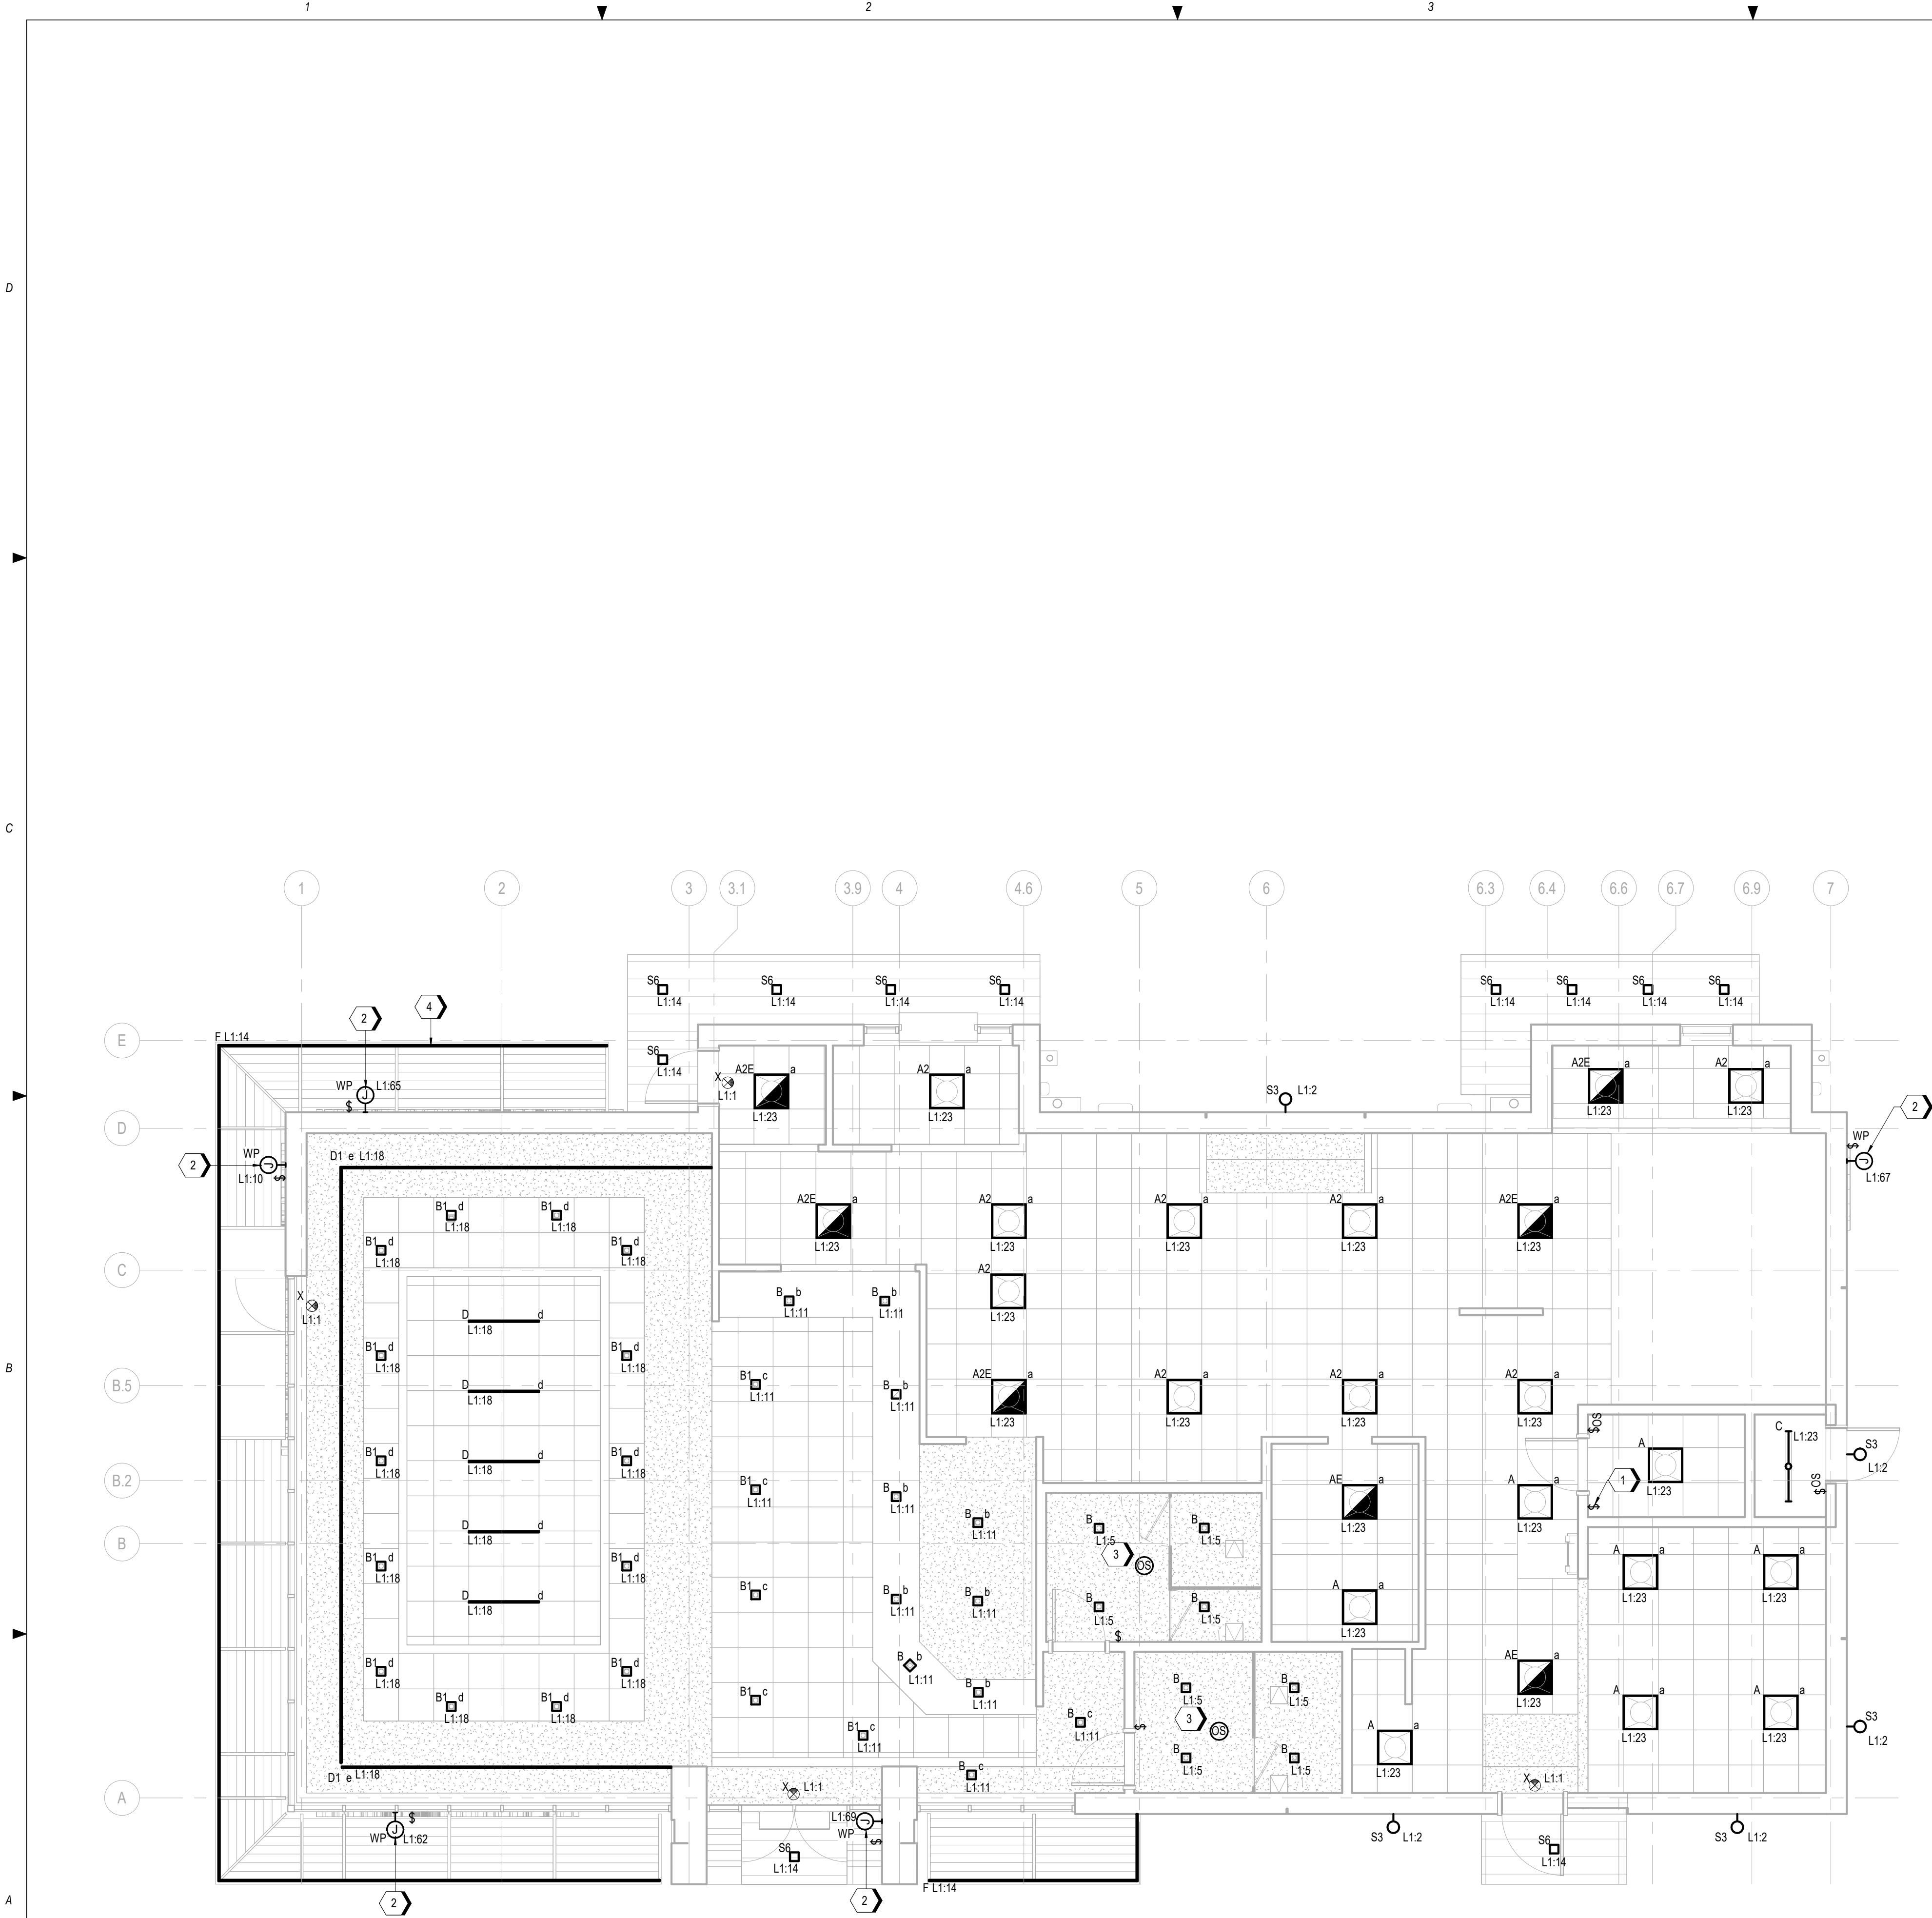 1 2 3
D
C
1 2 3 3.1 3.9 4 4.6 5 6 6.3 6.4 6.6 6.7 6.9 7
S6 S6 S6 S6 S6 S6 S6 S6
L1:14 L1:14 L1:14 L1:14 L1:14 L1:14 L1:14 L1:14
2 4
E
F L1:14
S6
L1:14
A2E a A2 a A2E a A2 a
X
L1:1
WP J L1:65
$
S3 L1:2
L1:23 L1:23 L1:23 L1:23
2
D
WP
$
J
L1:67
D1 e L1:18
2
WP
J
L1:10 $
A2E a A2 a A2 a A2 a A2E a
B1 d B1 d
L1:18 L1:18
L1:23 L1:23 L1:23 L1:23 L1:23
B1 d B1 d
L1:18 L1:18
C
A2
L1:23
X
L1:1
B b B b
L1:11 L1:11
D d
L1:18
B
B1 d B1 d
L1:18 L1:18
B.5
B1 c
L1:11
B b
L1:11
A2E a A2 a A2 a A2 a
L1:23 L1:23 L1:23 L1:23
D d
L1:18
$OS
C L1:23
S3
L1:2
A
L1:23
B1 d B1 d
L1:18 L1:18
D d
L1:18
B.2
1
$
$OS
B1 c
L1:11
B b
L1:11
AE a A a
L1:23 L1:23
B b
L1:11
B B
L1:5 L1:5
D d
L1:18
B
3
OS
B1 d B1 d
L1:18 L1:18
A a A a
L1:23 L1:23
B1 c
L1:11
B b
L1:11
B b
L1:11
B B
L1:5 L1:5
A a
L1:23
D d
L1:18
$
B1 d B1 d
L1:18 L1:18
B b
L1:11
AE a
L1:23
B1 d B1 d
L1:18 L1:18
B1 c
L1:11
B b
L1:11
B B
L1:5 L1:5
A a A a
L1:23 L1:23
B1 c
L1:11
B c
L1:11
$
3
OS
A a
L1:23
S3
L1:2
D1 e L1:18
B c
L1:11
B B
L1:5 L1:5
A
X L1:1
X L1:1
$
WP J L1:62
L1:69 J
WP $
S3 L1:2
S3 L1:2
S6
L1:14
S6
L1:14
F L1:14
2 2
A